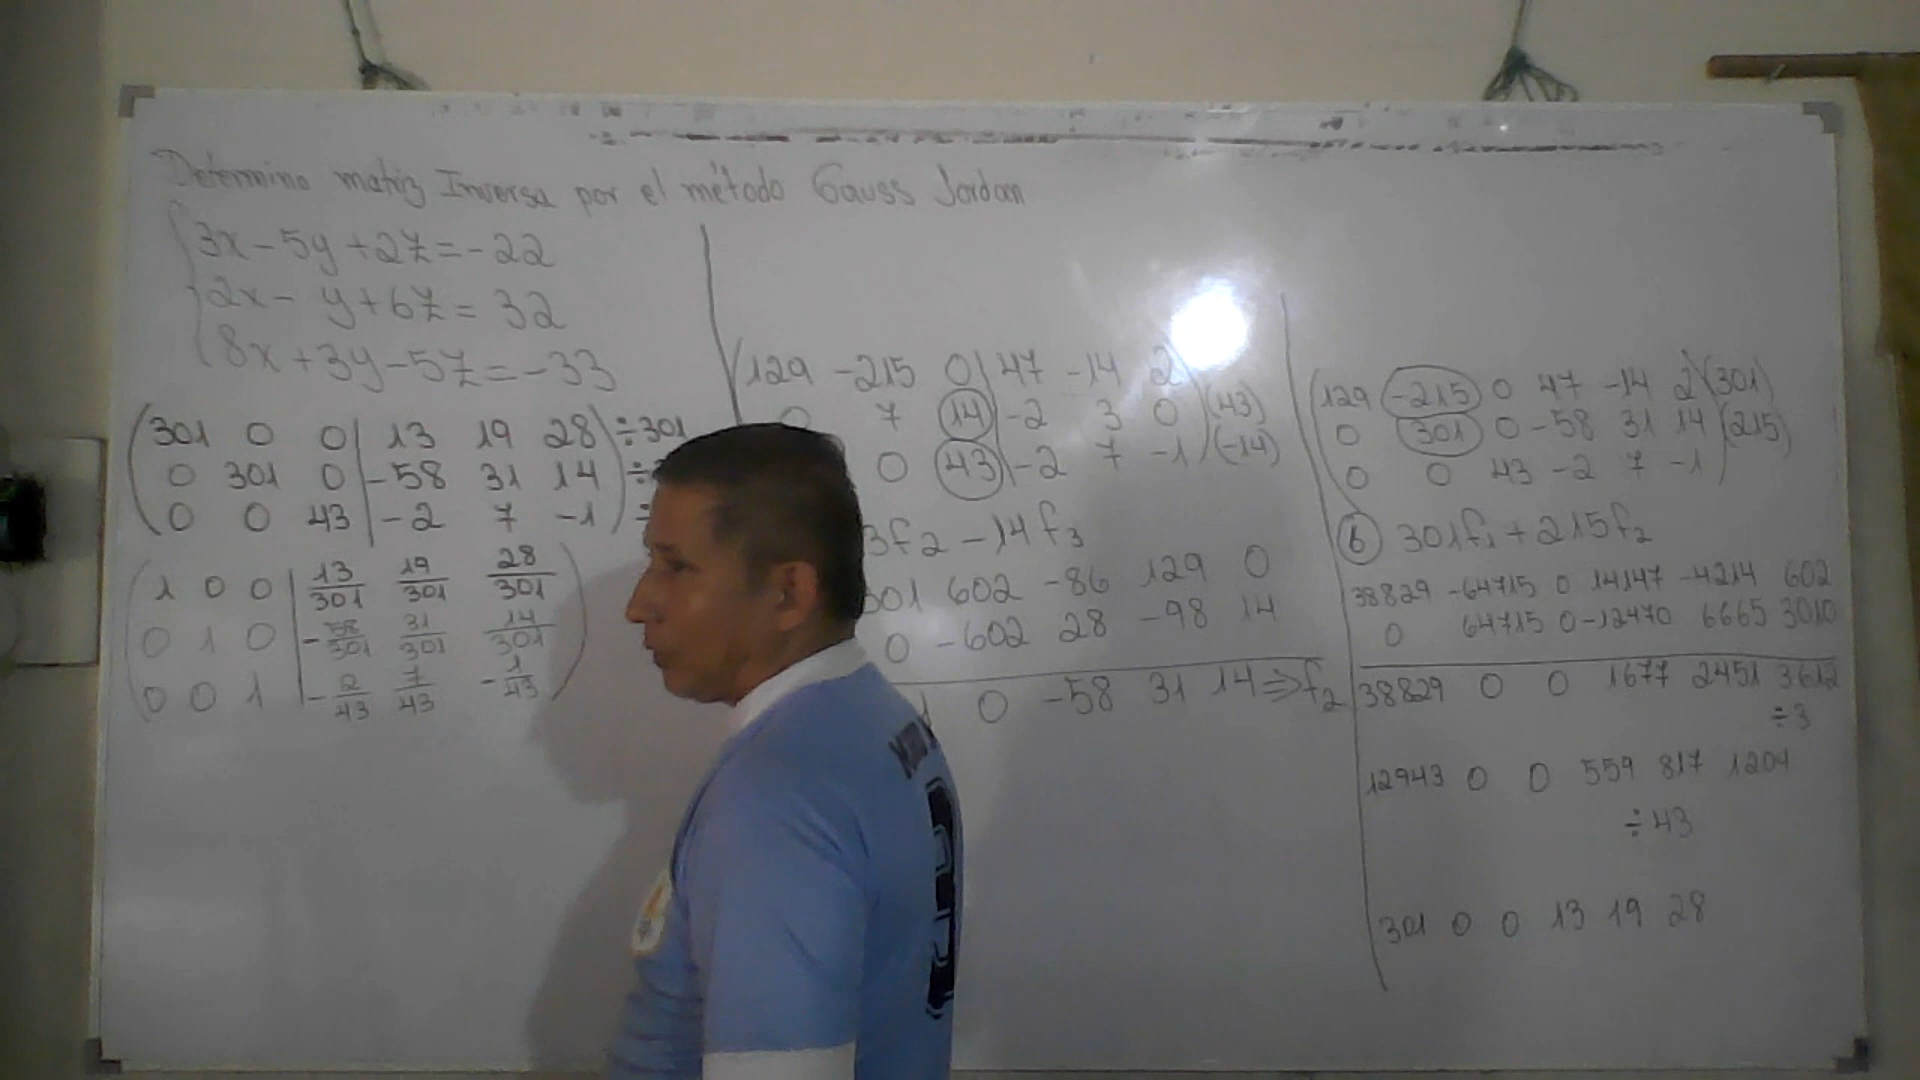 Determino matriz Inversa por el método Gauss Jordan
3x - 5y + 2z = -22
2x - y + 6z = 32
8x + 3y - 5z = -33
301 0 0 | 13 19 28 ÷301
0 301 0 | -58 31 14 ÷
0 0 43 | -2 7 -1 ÷
1 0 0 | 13/301 19/301 28/301
0 1 0 | -58/301 31/301 14/301
0 0 1 | -2/43 7/43 -1/43
129 -215 0 | 47 -14 2
0 7 14 | -2 3 0 (43)
0 43 | -2 7 -1 (-14)
3f2 - 14f3
301 602 -86 129 0
0 -602 28 -98 14
1 0 -58 31 14 ⇒ f2
129 -215 0 47 -14 2 (301)
0 301 0 -58 31 14 (215)
0 0 43 -2 7 -1
6 301f1 + 215f2
38829 -64715 0 14147 -4214 602
0 64715 0 -12470 6665 3010
38829 0 0 1677 2451 3612
÷3
12943 0 0 559 817 1204
÷43
301 0 0 13 19 28